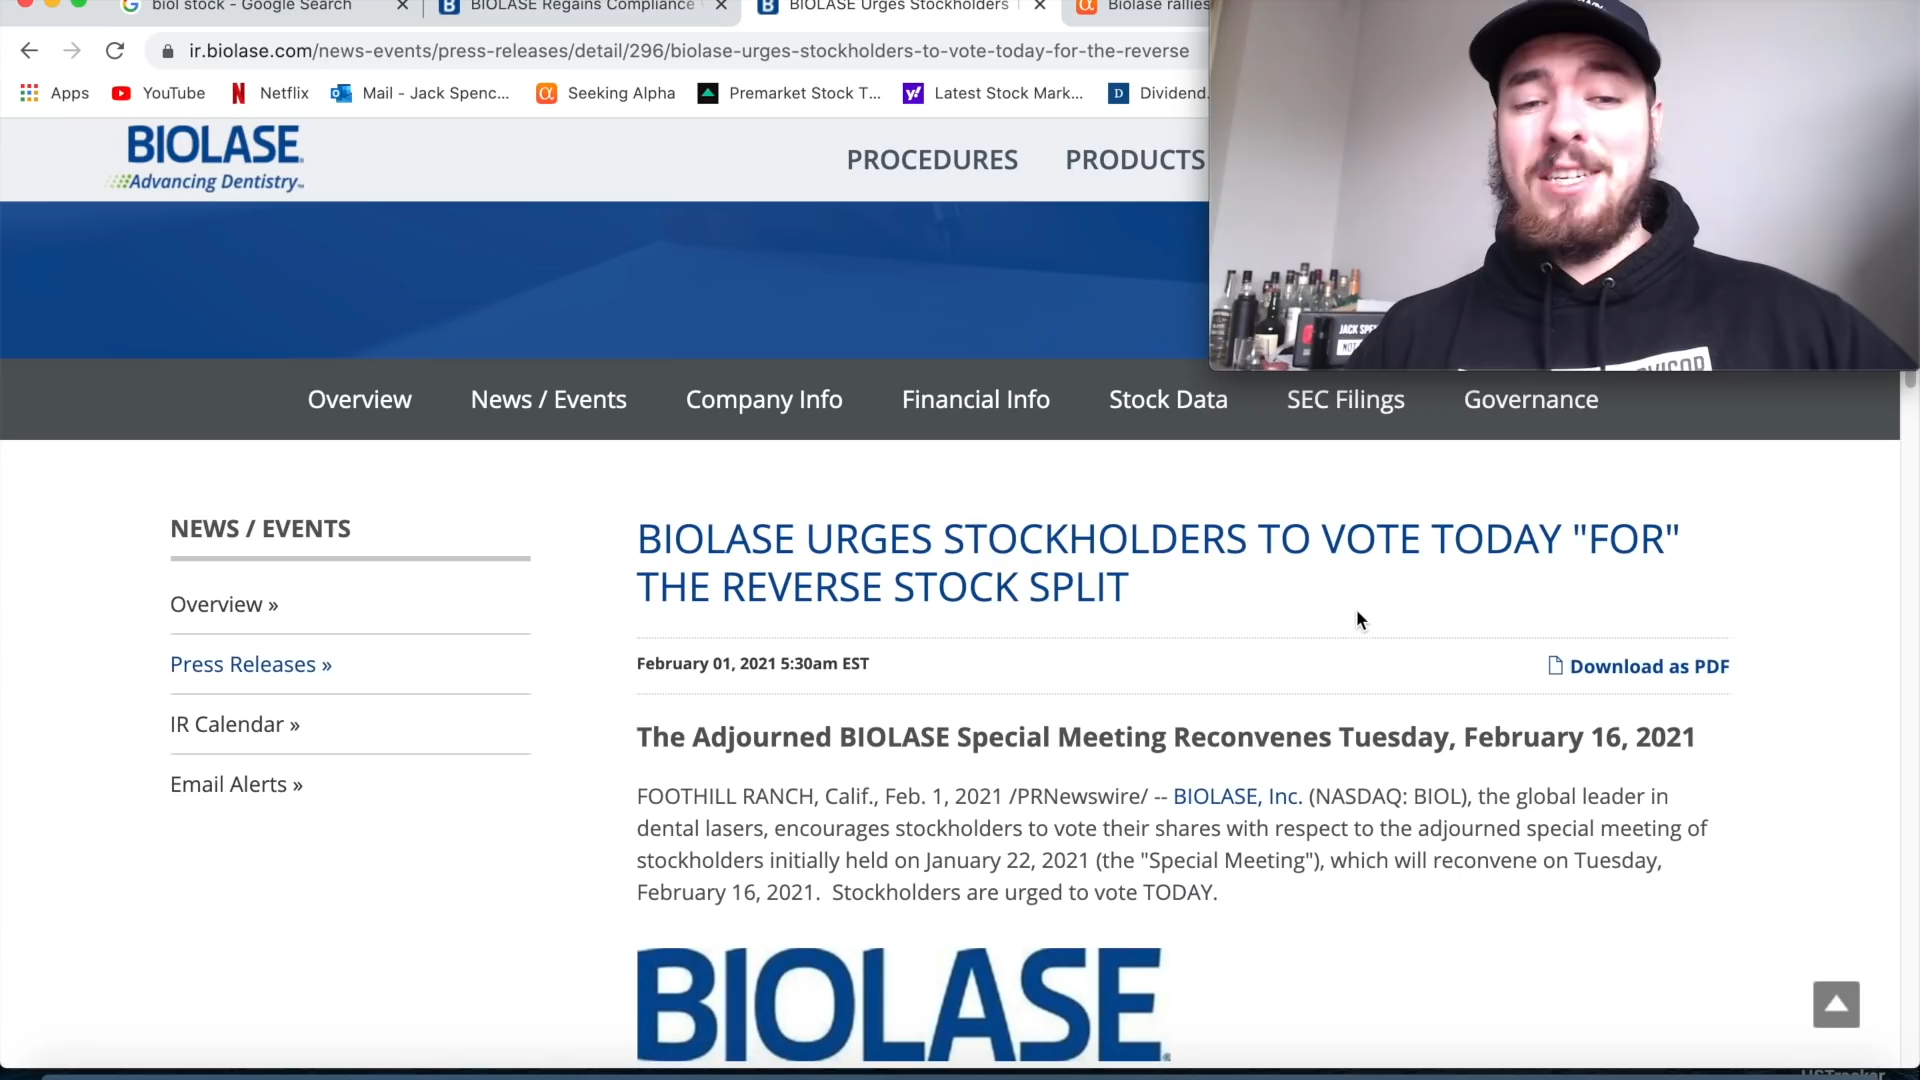 biol stock - Google Search
BIOLASE Regains Compliance
BIOLASE Urges Stockholders
Biolase rallies
ir.biolase.com/news-events/press-releases/detail/296/biolase-urges-stockholders-to-vote-today-for-the-reverse
Apps YouTube Netflix Mail - Jack Spenc... Seeking Alpha Premarket Stock T... Latest Stock Mark... Dividend.
BIOLASE
Advancing Dentistry™
PROCEDURES PRODUCTS
JACK SPE
NOT
VISOR
Overview News / Events Company Info Financial Info Stock Data SEC Filings Governance
NEWS / EVENTS
Overview »
Press Releases »
IR Calendar »
Email Alerts »
BIOLASE URGES STOCKHOLDERS TO VOTE TODAY "FOR"
THE REVERSE STOCK SPLIT
February 01, 2021 5:30am EST
Download as PDF
The Adjourned BIOLASE Special Meeting Reconvenes Tuesday, February 16, 2021
FOOTHILL RANCH, Calif., Feb. 1, 2021 /PRNewswire/ -- BIOLASE, Inc. (NASDAQ: BIOL), the global leader in
dental lasers, encourages stockholders to vote their shares with respect to the adjourned special meeting of
stockholders initially held on January 22, 2021 (the "Special Meeting"), which will reconvene on Tuesday,
February 16, 2021. Stockholders are urged to vote TODAY.
BIOLASE